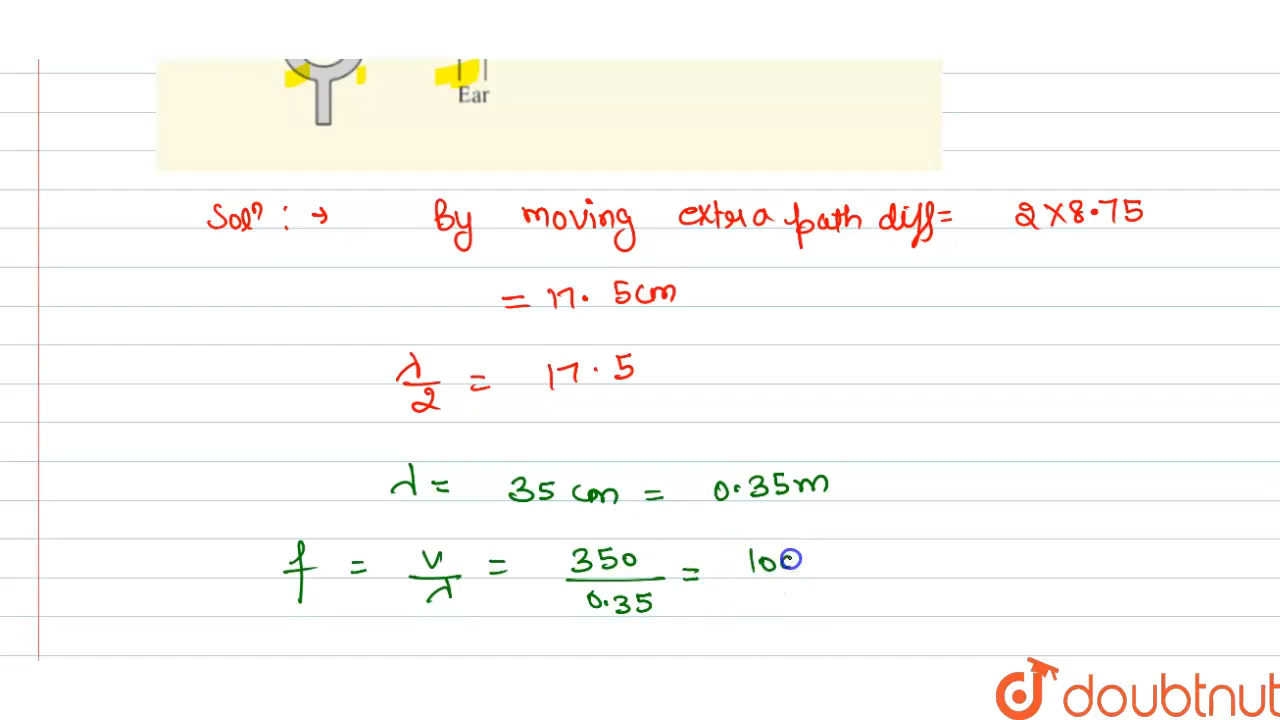 Ear
Solⁿ : → By moving extra path diff = 2×8.75
= 17.5cm
λ/2 = 17.5
λ = 35 cm = 0.35m
f = v/λ = 350/0.35 = 100
doubtnut